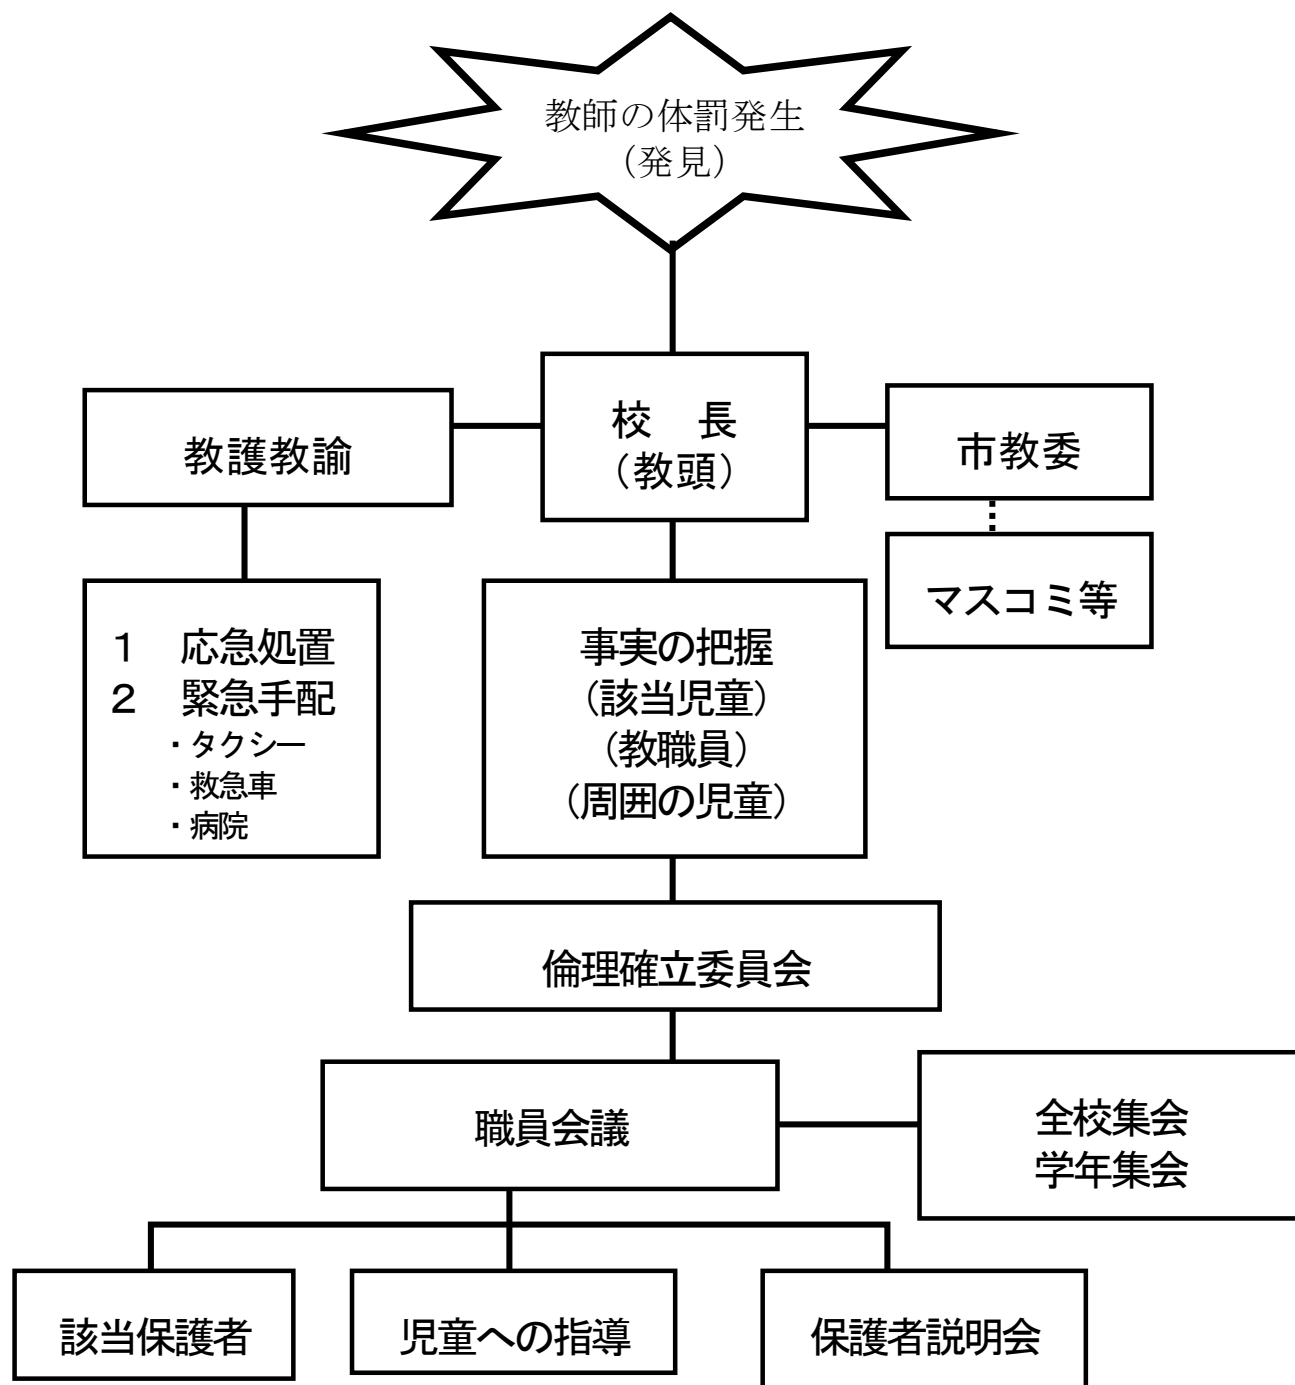 教師の体罰発生
（発見）
校　長
（教頭）
教護教諭
市教委
マスコミ等
１　応急処置
２　緊急手配
・タクシー
・救急車
・病院
事実の把握
（該当児童）
（教職員）
（周囲の児童）
倫理確立委員会
職員会議
全校集会
学年集会
該当保護者
児童への指導
保護者説明会